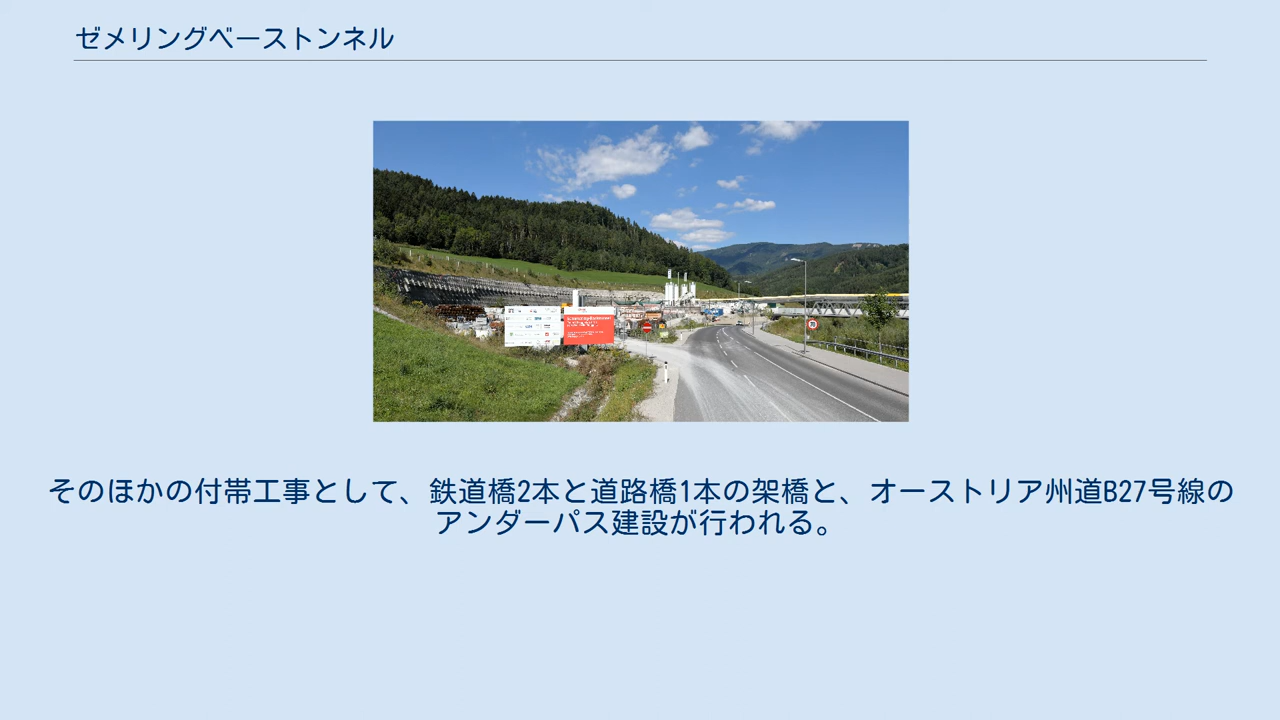 ゼメリングベーストンネル
そのほかの付帯工事として、鉄道橋2本と道路橋1本の架橋と、オーストリア州道B27号線の
アンダーパス建設が行われる。